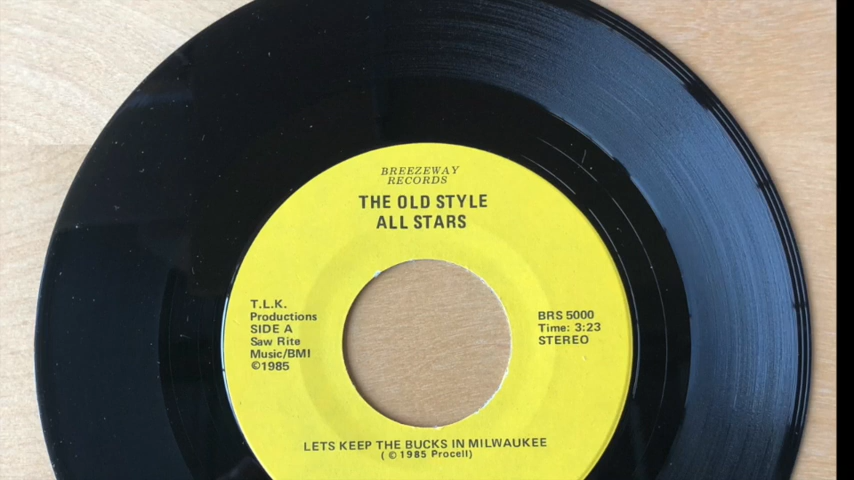 BREEZEWAY
RECORDS
THE OLD STYLE
ALL STARS
T.L.K.
Productions
SIDE A
Saw Rite
Music/BMI
©1985
BRS 5000
Time: 3:23
STEREO
LETS KEEP THE BUCKS IN MILWAUKEE
(©1985 Procell)